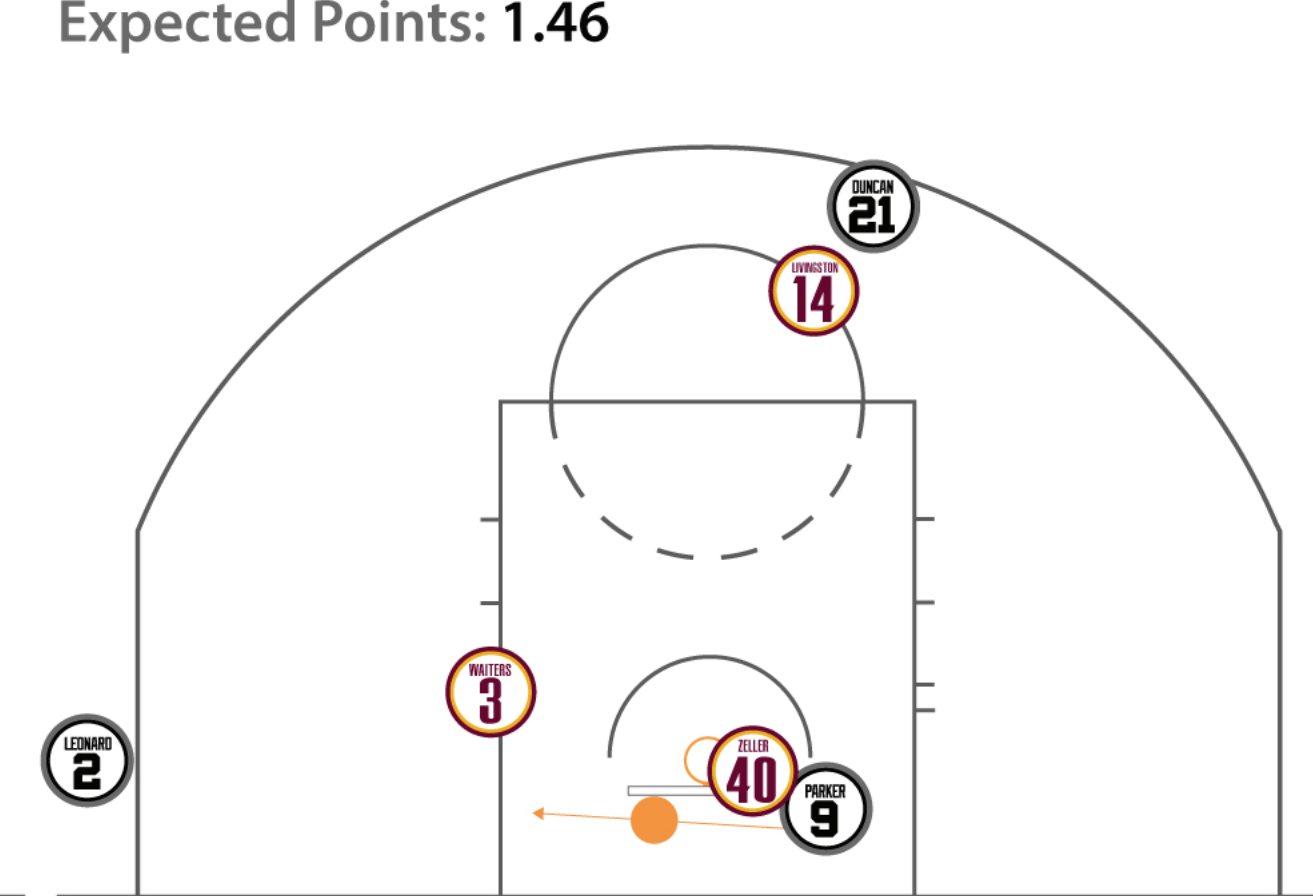 Expected Points: 1.46
DUNCAN
21
LIVINGSTON
14
WAITERS
3
LEONARD
2
ZELLER
40
PARKER
9